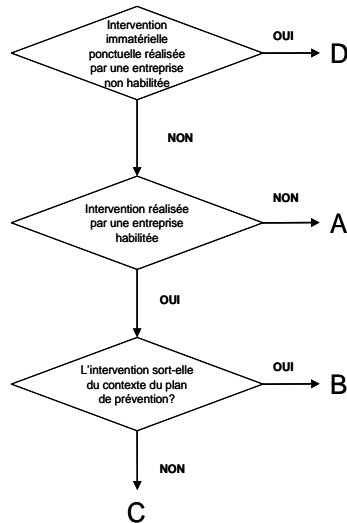 Intervention
immatérielle
ponctuelle réalisée
par une entreprise
non habilitée
OUI
D
NON
Intervention réalisée
par une entreprise
habilitée
NON
A
OUI
L'intervention sort-elle
du contexte du plan
de prévention?
OUI
B
NON
C